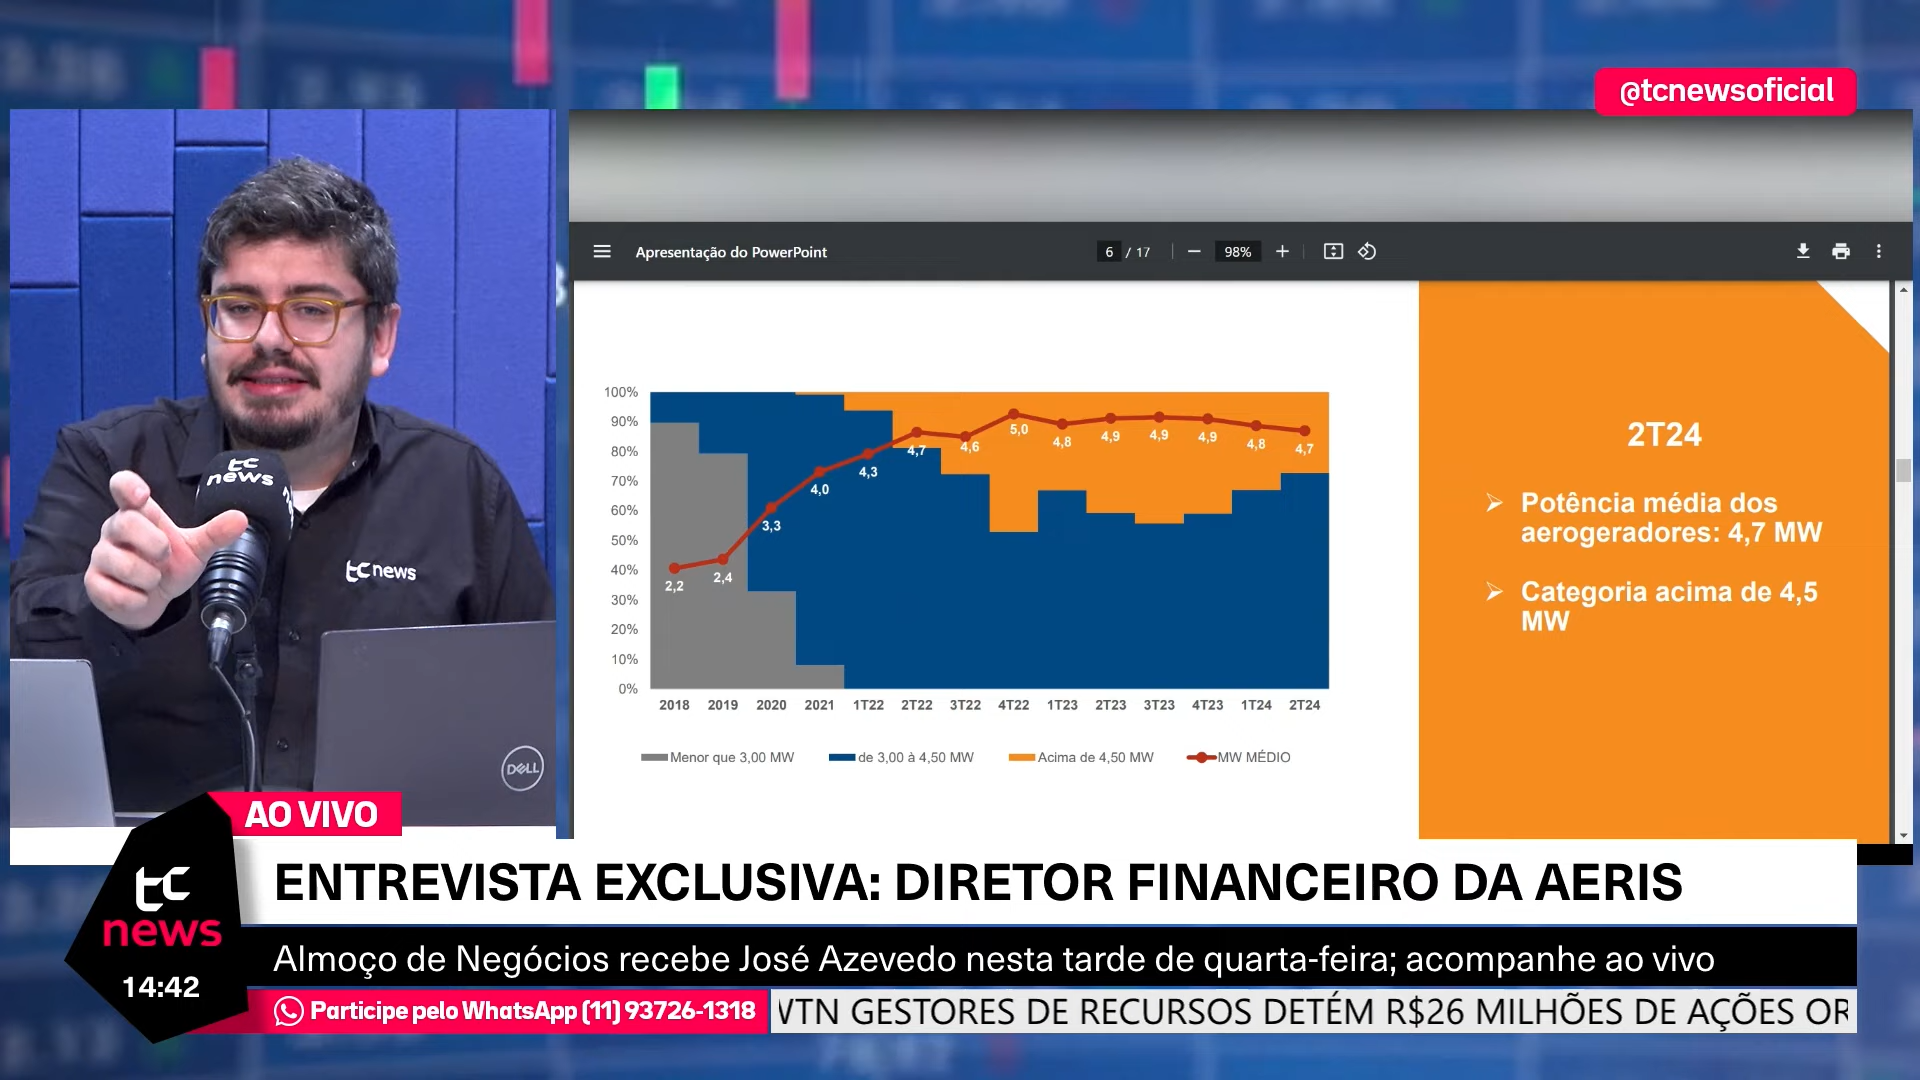 @tcnewsoficial
Apresentação do PowerPoint
6 / 17
98%
100%
90%
80%
70%
60%
50%
40%
30%
20%
10%
0%
2,2
2,4
3,3
4,0
4,3
4,7
4,6
5,0
4,8
4,9
4,9
4,9
4,8
4,7
2018 2019 2020 2021 1T22 2T22 3T22 4T22 1T23 2T23 3T23 4T23 1T24 2T24
Menor que 3,00 MW de 3,00 à 4,50 MW Acima de 4,50 MW MW MÉDIO
2T24
Potência média dos
aerogeradores: 4,7 MW
Categoria acima de 4,5
MW
tc
news
tc news
DELL
AO VIVO
ENTREVISTA EXCLUSIVA: DIRETOR FINANCEIRO DA AERIS
Almoço de Negócios recebe José Azevedo nesta tarde de quarta-feira; acompanhe ao vivo
tc
news
14:42
Participe pelo WhatsApp (11) 93726-1318
WTN GESTORES DE RECURSOS DETÉM R$26 MILHÕES DE AÇÕES OR